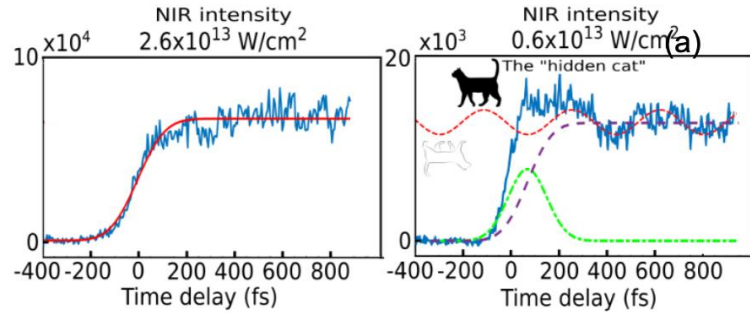 NIR intensity
2.6x10¹³ W/cm²
x10⁴
10
0
-400 -200 0 200 400 600 800
Time delay (fs)
NIR intensity
0.6x10¹³ W/cm²
(a)
x10³
The "hidden cat"
20
0
-400 -200 0 200 400 600 800
Time delay (fs)